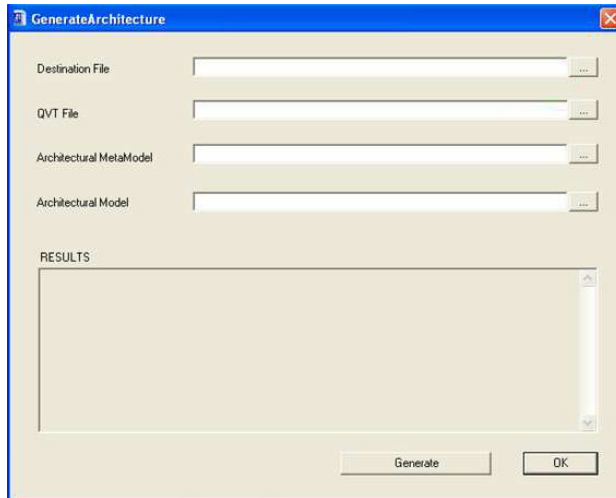 GenerateArchitecture
Destination File
...
QVT File
...
Architectural MetaModel
...
Architectural Model
...
RESULTS
Generate
OK